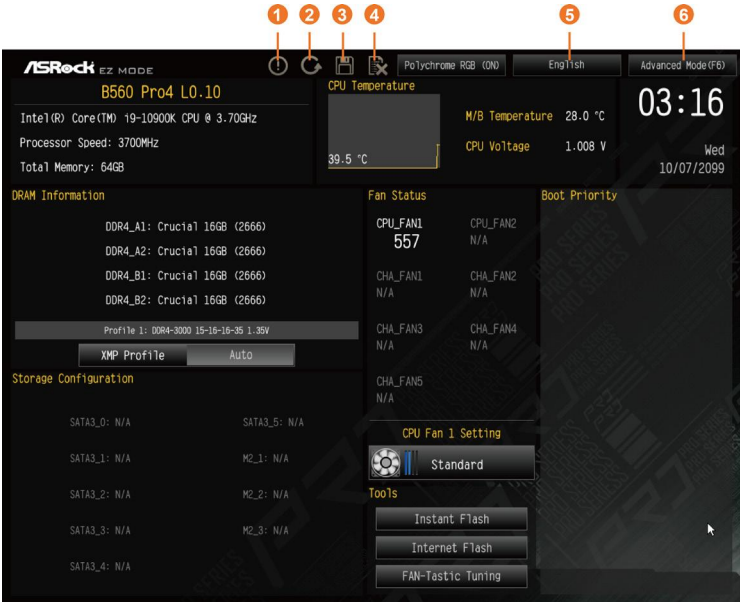 1 2 3 4 5 6
ASRock EZ MODE
Polychrome RGB (ON) English Advanced Mode(F6)
B560 Pro4 L0.10
Intel(R) Core(TM) i9-10900K CPU @ 3.70GHz
Processor Speed: 3700MHz
Total Memory: 64GB
CPU Temperature
39.5 °C
M/B Temperature 28.0 °C
CPU Voltage 1.008 V
03:16
Wed
10/07/2099
DRAM Information
DDR4_A1: Crucial 16GB (2666)
DDR4_A2: Crucial 16GB (2666)
DDR4_B1: Crucial 16GB (2666)
DDR4_B2: Crucial 16GB (2666)
Profile 1: DDR4-3000 15-16-16-35 1.35V
XMP Profile Auto
Storage Configuration
SATA3_0: N/A SATA3_5: N/A
SATA3_1: N/A M2_1: N/A
SATA3_2: N/A M2_2: N/A
SATA3_3: N/A M2_3: N/A
SATA3_4: N/A
Fan Status
CPU_FAN1 CPU_FAN2
557 N/A
CHA_FAN1 CHA_FAN2
N/A N/A
CHA_FAN3 CHA_FAN4
N/A N/A
CHA_FAN5
N/A
CPU Fan 1 Setting
Standard
Tools
Instant Flash
Internet Flash
FAN-Tastic Tuning
Boot Priority